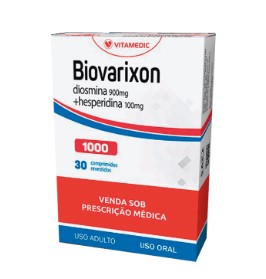 VITAMEDIC
Biovarixon
diosmina 900mg
+hesperidina 100mg
1000
30 comprimidos
revestidos
VENDA SOB
PRESCRIÇÃO MÉDICA
USO ADULTO USO ORAL